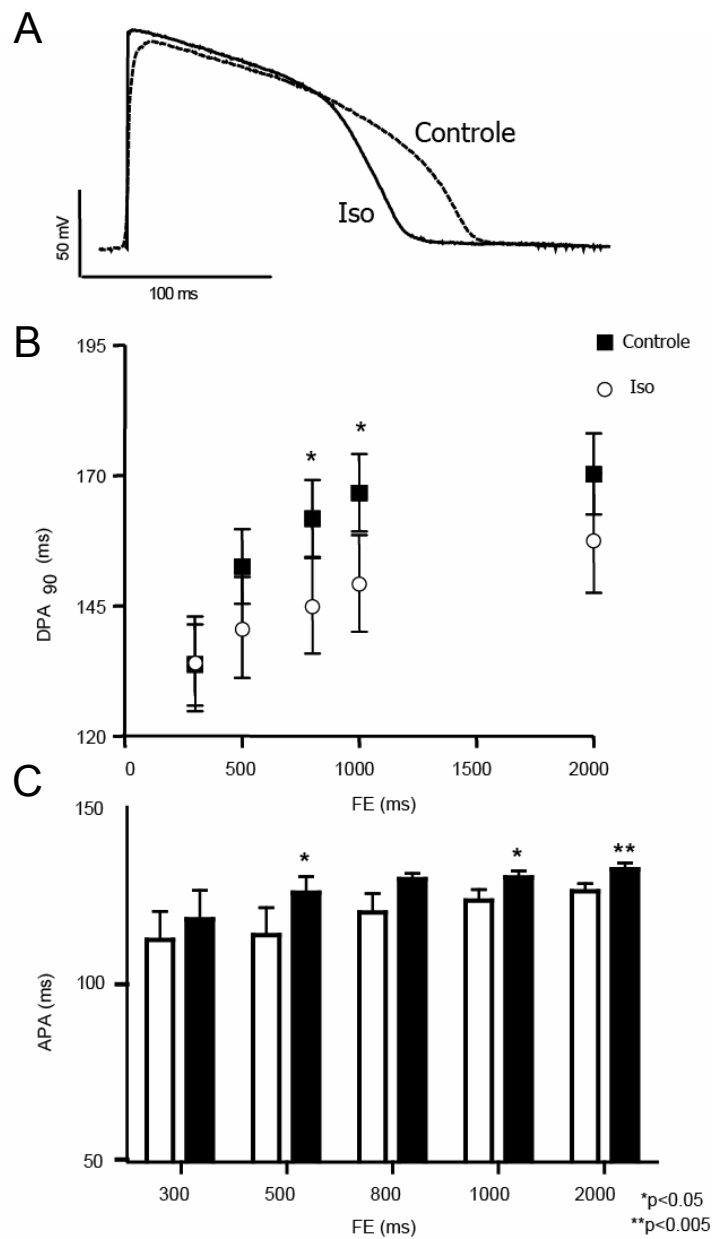 A
Controle
Iso
50 mV
100 ms
B
195
170
145
120
DPA 90 (ms)
Controle
Iso
*
*
0
500
1000
1500
2000
FE (ms)
C
150
100
50
APA (ms)
*
*
**
300
500
800
1000
2000
FE (ms)
*p<0.05
**p<0.005